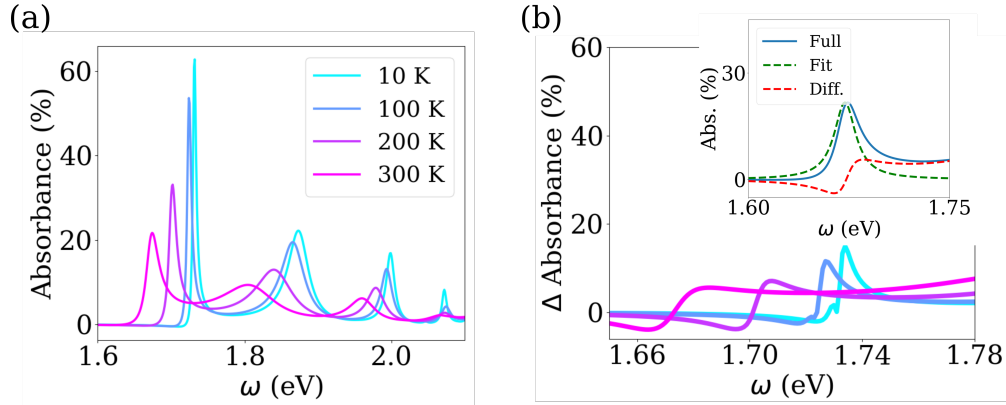 (a)
Absorbance (%)
60
40
20
0
10 K
100 K
200 K
300 K
1.6
1.8
2.0
ω (eV)
(b)
Δ Absorbance (%)
60
40
20
0
1.66
1.70
1.74
1.78
ω (eV)
Abs. (%)
30
0
Full
Fit
Diff.
1.60
1.75
ω (eV)